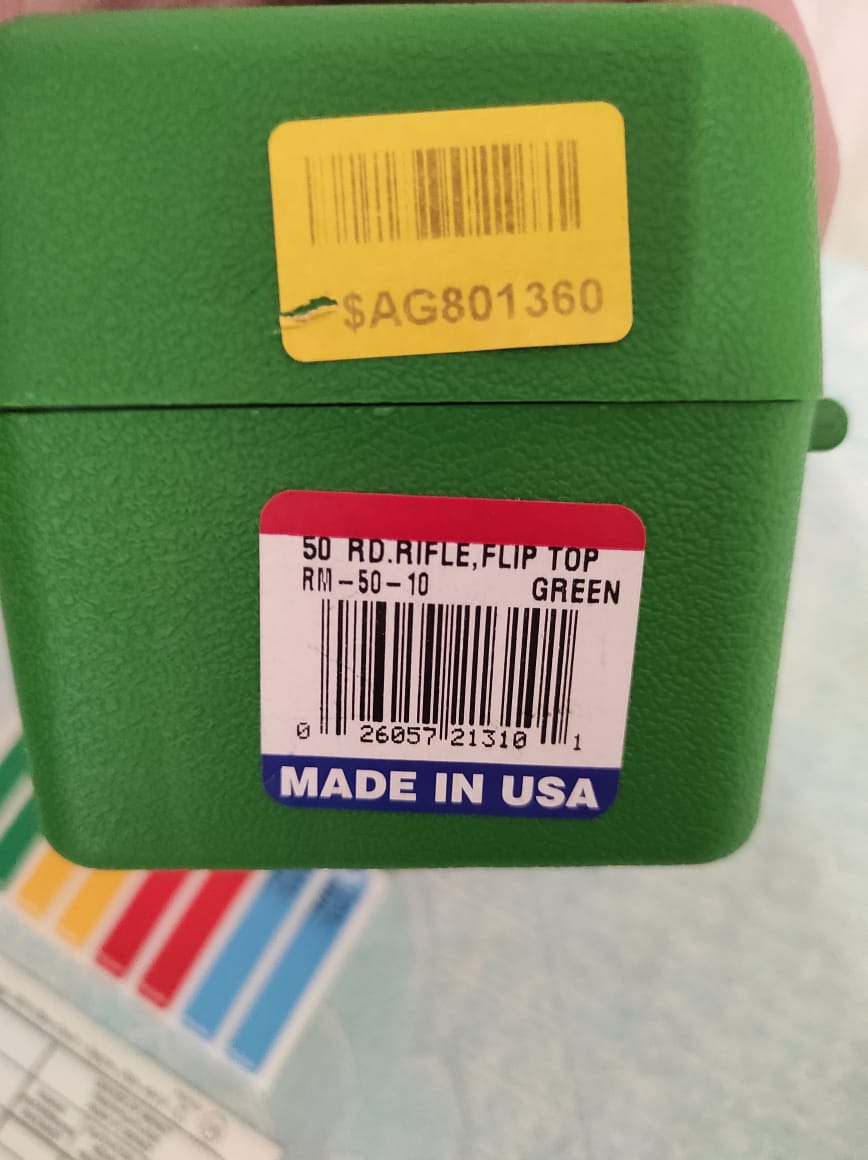 $AG801360
50 RD.RIFLE,FLIP TOP
RM-50-10 GREEN
0 26057 21310 1
MADE IN USA